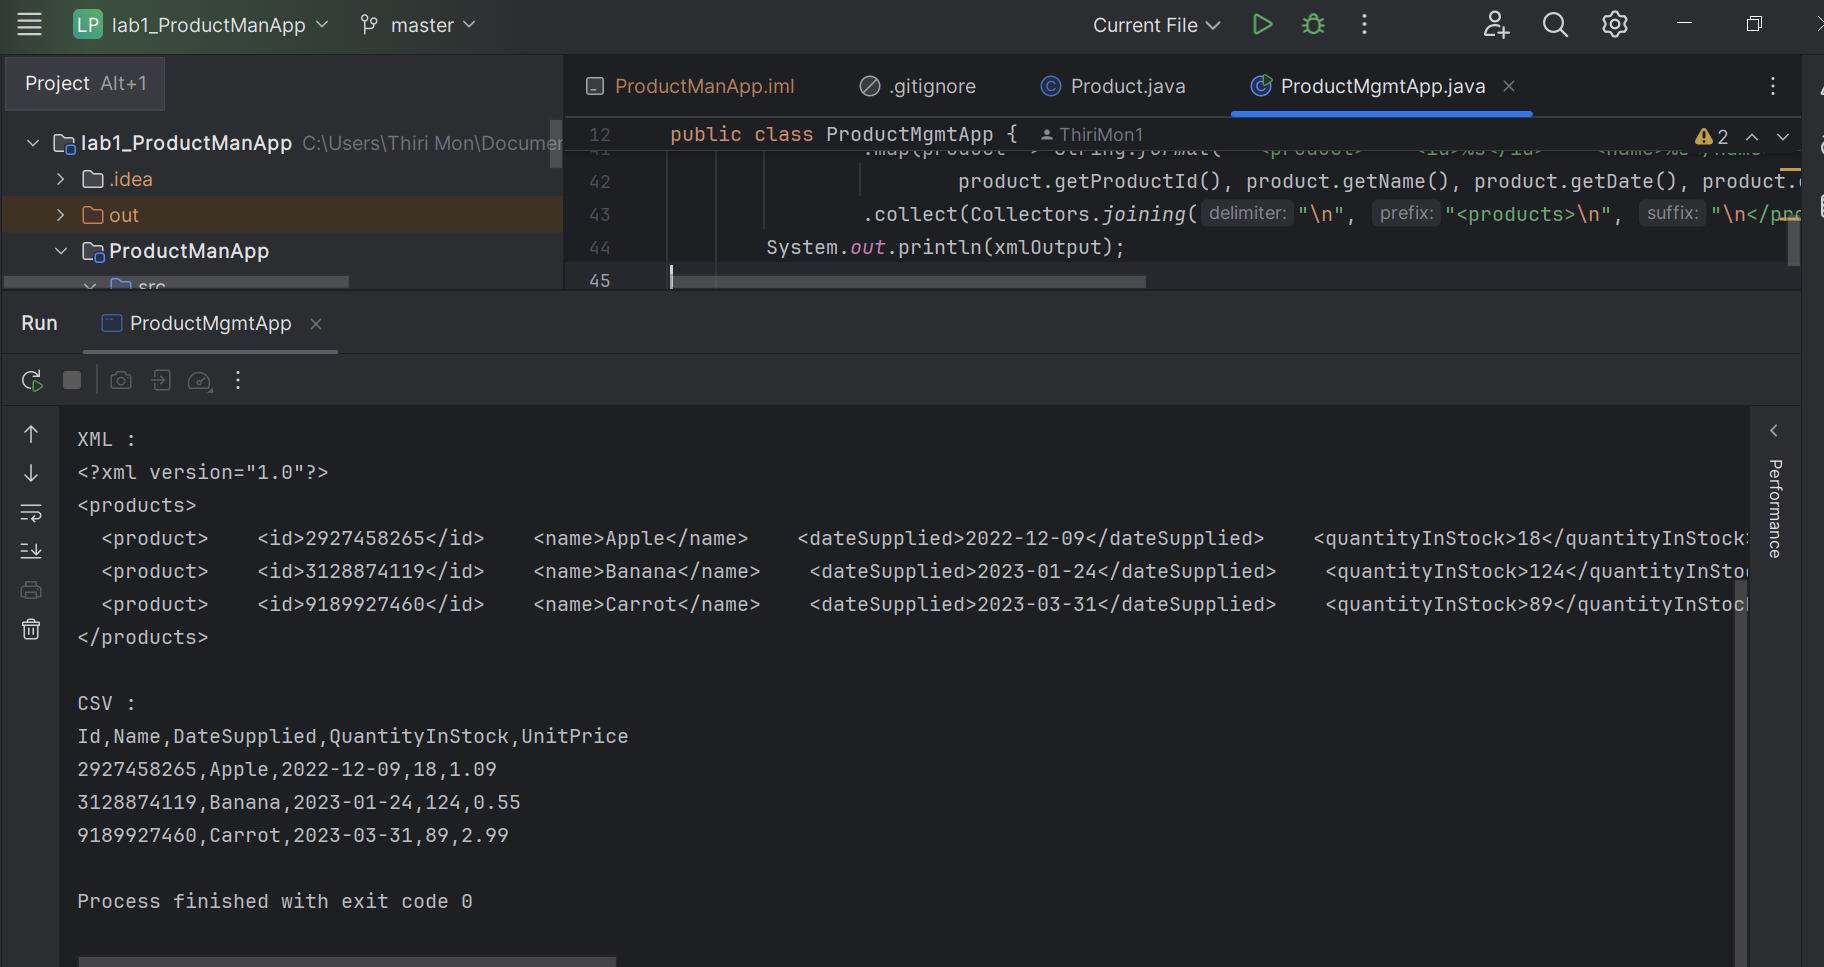 LP lab1_ProductManApp master Current File
Project Alt+1
ProductManApp.iml .gitignore Product.java ProductMgmtApp.java
lab1_ProductManApp C:\Users\Thiri Mon\Documen
.idea
out
ProductManApp
src
12 public class ProductMgmtApp { ThiriMon1 2
42 product.getProductId(), product.getName(), product.getDate(), product.
43 .collect(Collectors.joining( delimiter: "\n", prefix: "<products>\n", suffix: "\n</pro
44 System.out.println(xmlOutput);
45
Run ProductMgmtApp
XML :
<?xml version="1.0"?>
<products>
<product> <id>2927458265</id> <name>Apple</name> <dateSupplied>2022-12-09</dateSupplied> <quantityInStock>18</quantityInStock>
<product> <id>3128874119</id> <name>Banana</name> <dateSupplied>2023-01-24</dateSupplied> <quantityInStock>124</quantityInSto
<product> <id>9189927460</id> <name>Carrot</name> <dateSupplied>2023-03-31</dateSupplied> <quantityInStock>89</quantityInStock
</products>
CSV :
Id,Name,DateSupplied,QuantityInStock,UnitPrice
2927458265,Apple,2022-12-09,18,1.09
3128874119,Banana,2023-01-24,124,0.55
9189927460,Carrot,2023-03-31,89,2.99
Process finished with exit code 0
Performance